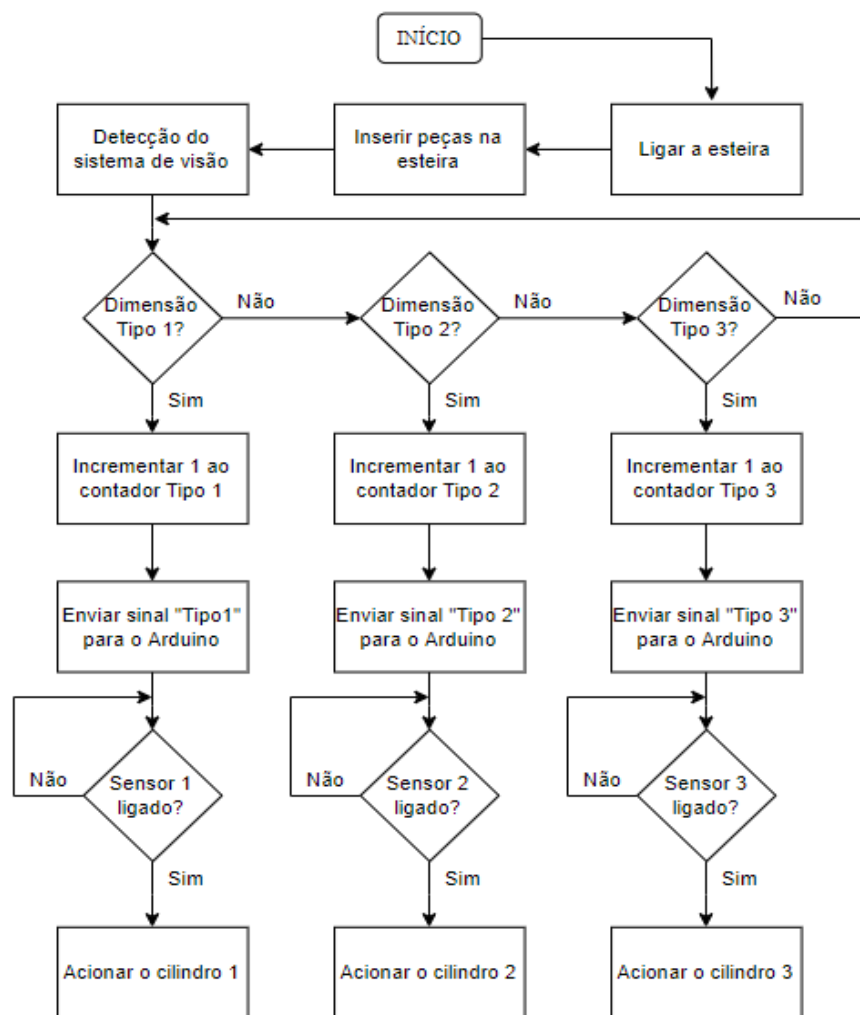 INÍCIO
Detecção do
sistema de visão
Inserir peças na
esteira
Ligar a esteira
Dimensão
Tipo 1?
Não
Dimensão
Tipo 2?
Não
Dimensão
Tipo 3?
Não
Sim
Sim
Sim
Incrementar 1 ao
contador Tipo 1
Incrementar 1 ao
contador Tipo 2
Incrementar 1 ao
contador Tipo 3
Enviar sinal "Tipo1"
para o Arduino
Enviar sinal "Tipo 2"
para o Arduino
Enviar sinal "Tipo 3"
para o Arduino
Não
Sensor 1
ligado?
Não
Sensor 2
ligado?
Não
Sensor 3
ligado?
Sim
Sim
Sim
Acionar o cilindro 1
Acionar o cilindro 2
Acionar o cilindro 3